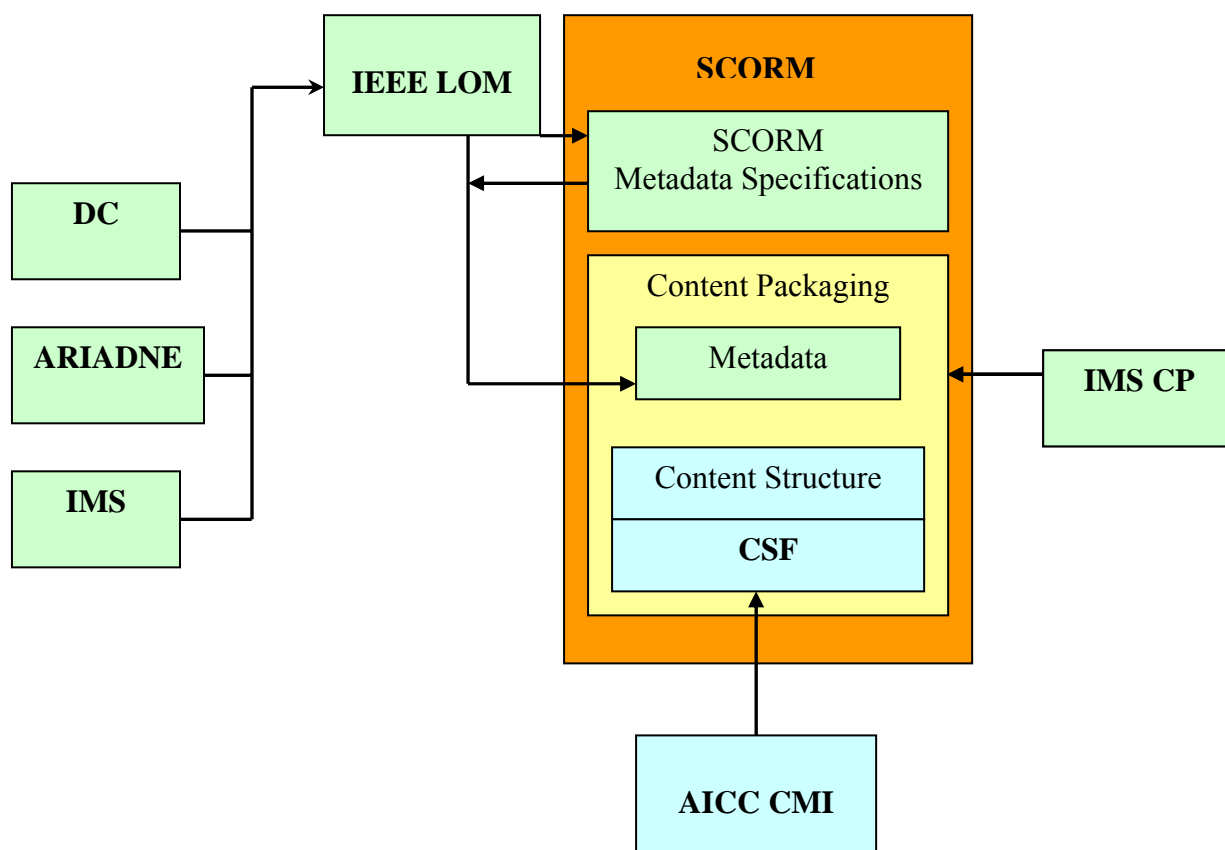 IEEE LOM
SCORM
SCORM
Metadata Specifications
DC
Content Packaging
ARIADNE
Metadata
IMS CP
IMS
Content Structure
CSF
AICC CMI